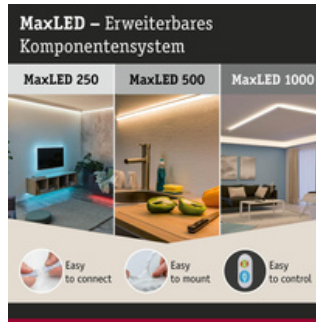 MaxLED – Erweiterbares
Komponentensystem
MaxLED 250 MaxLED 500 MaxLED 1000
Easy
to connect
Easy
to mount
Easy
to control